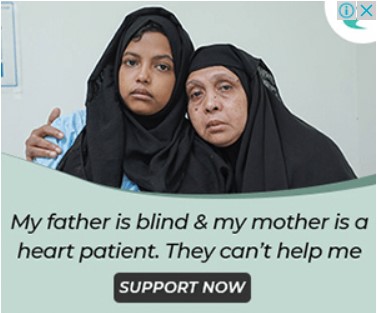 My father is blind & my mother is a
heart patient. They can't help me
SUPPORT NOW